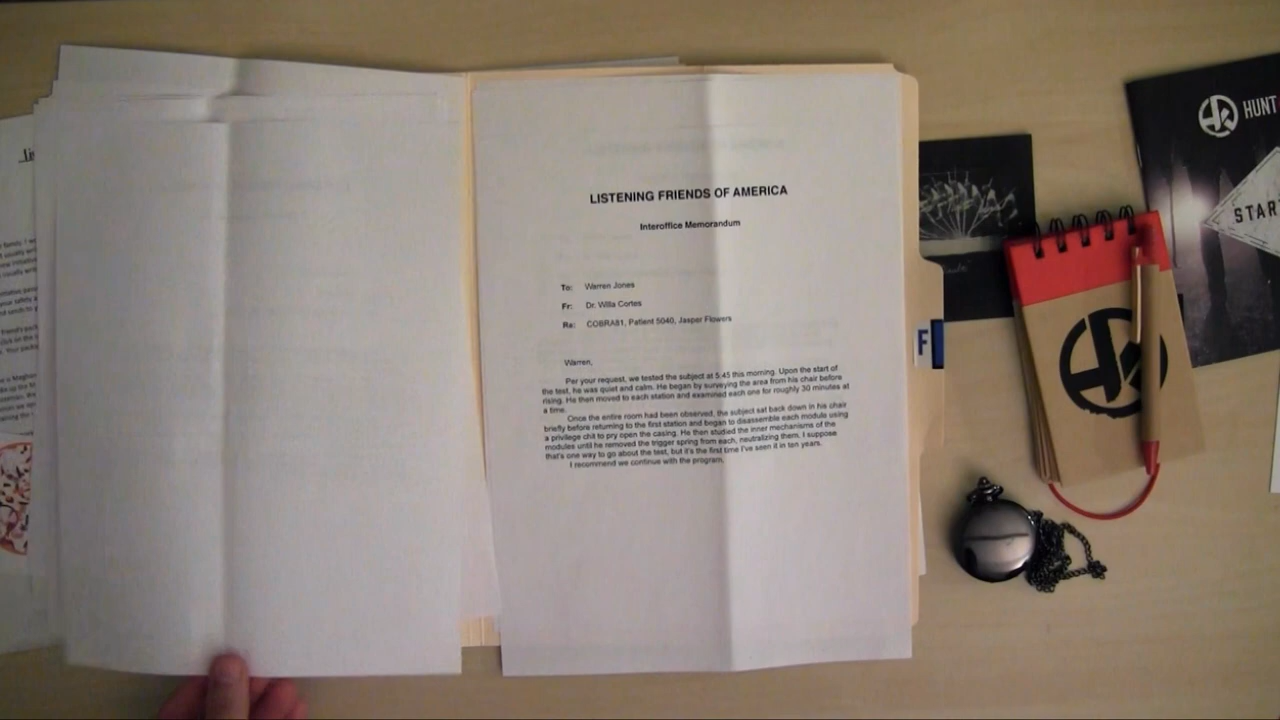 LISTENING FRIENDS OF AMERICA
Interoffice Memorandum
To: Warren Jones
Fr: Dr. Willa Cortes
Re: COBRA81, Patient 5040, Jasper Flowers
Warren,
Per your request, we tested the subject at 5:45 this morning. Upon the start of
the test, he was quiet and calm. He began by surveying the area from his chair before
rising. He then moved to each station and examined each one for roughly 30 minutes at
a time.
Once the entire room had been observed, the subject sat back down in his chair
briefly before returning to the first station and began to disassemble each module using
a privilege chit to pry open the casing. He then studied the inner mechanisms of the
modules until he removed the trigger spring from each, neutralizing them. I suppose
that's one way to go about the test, but it's the first time I've seen it in ten years.
I recommend we continue with the program.
F
HUNT
START